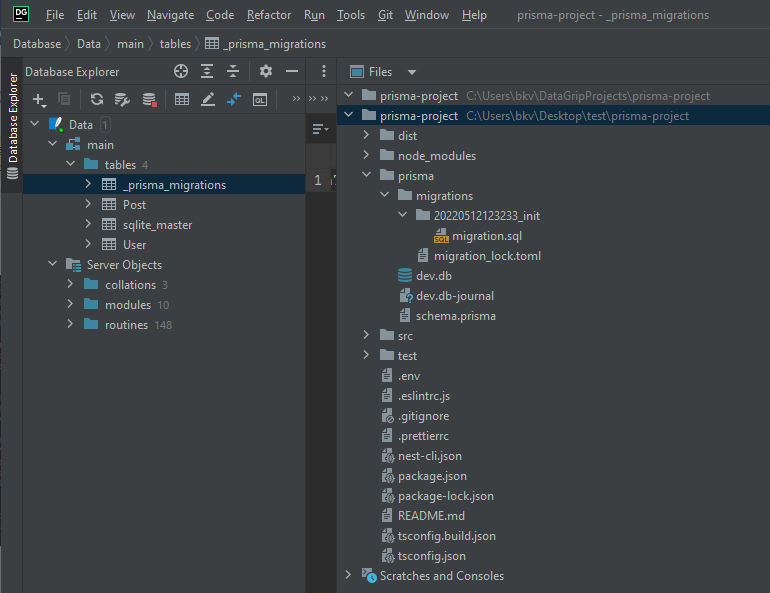 DG File Edit View Navigate Code Refactor Run Tools Git Window Help prisma-project - _prisma_migrations
Database Data main tables _prisma_migrations
Database Explorer
Database Explorer
QL
Data 1
main
tables 4
_prisma_migrations
Post
sqlite_master
User
Server Objects
collations 3
modules 10
routines 148
1
Files
prisma-project C:\Users\bkv\DataGripProjects\prisma-project
prisma-project C:\Users\bkv\Desktop\test\prisma-project
dist
node_modules
prisma
migrations
20220512123233_init
SQL migration.sql
migration_lock.toml
dev.db
dev.db-journal
schema.prisma
src
test
.env
.eslintrc.js
.gitignore
.prettierrc
nest-cli.json
package.json
package-lock.json
README.md
tsconfig.build.json
tsconfig.json
Scratches and Consoles